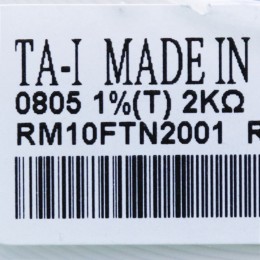 TA-I MADE IN
0805 1%(T) 2KΩ
RM10FTN2001 R